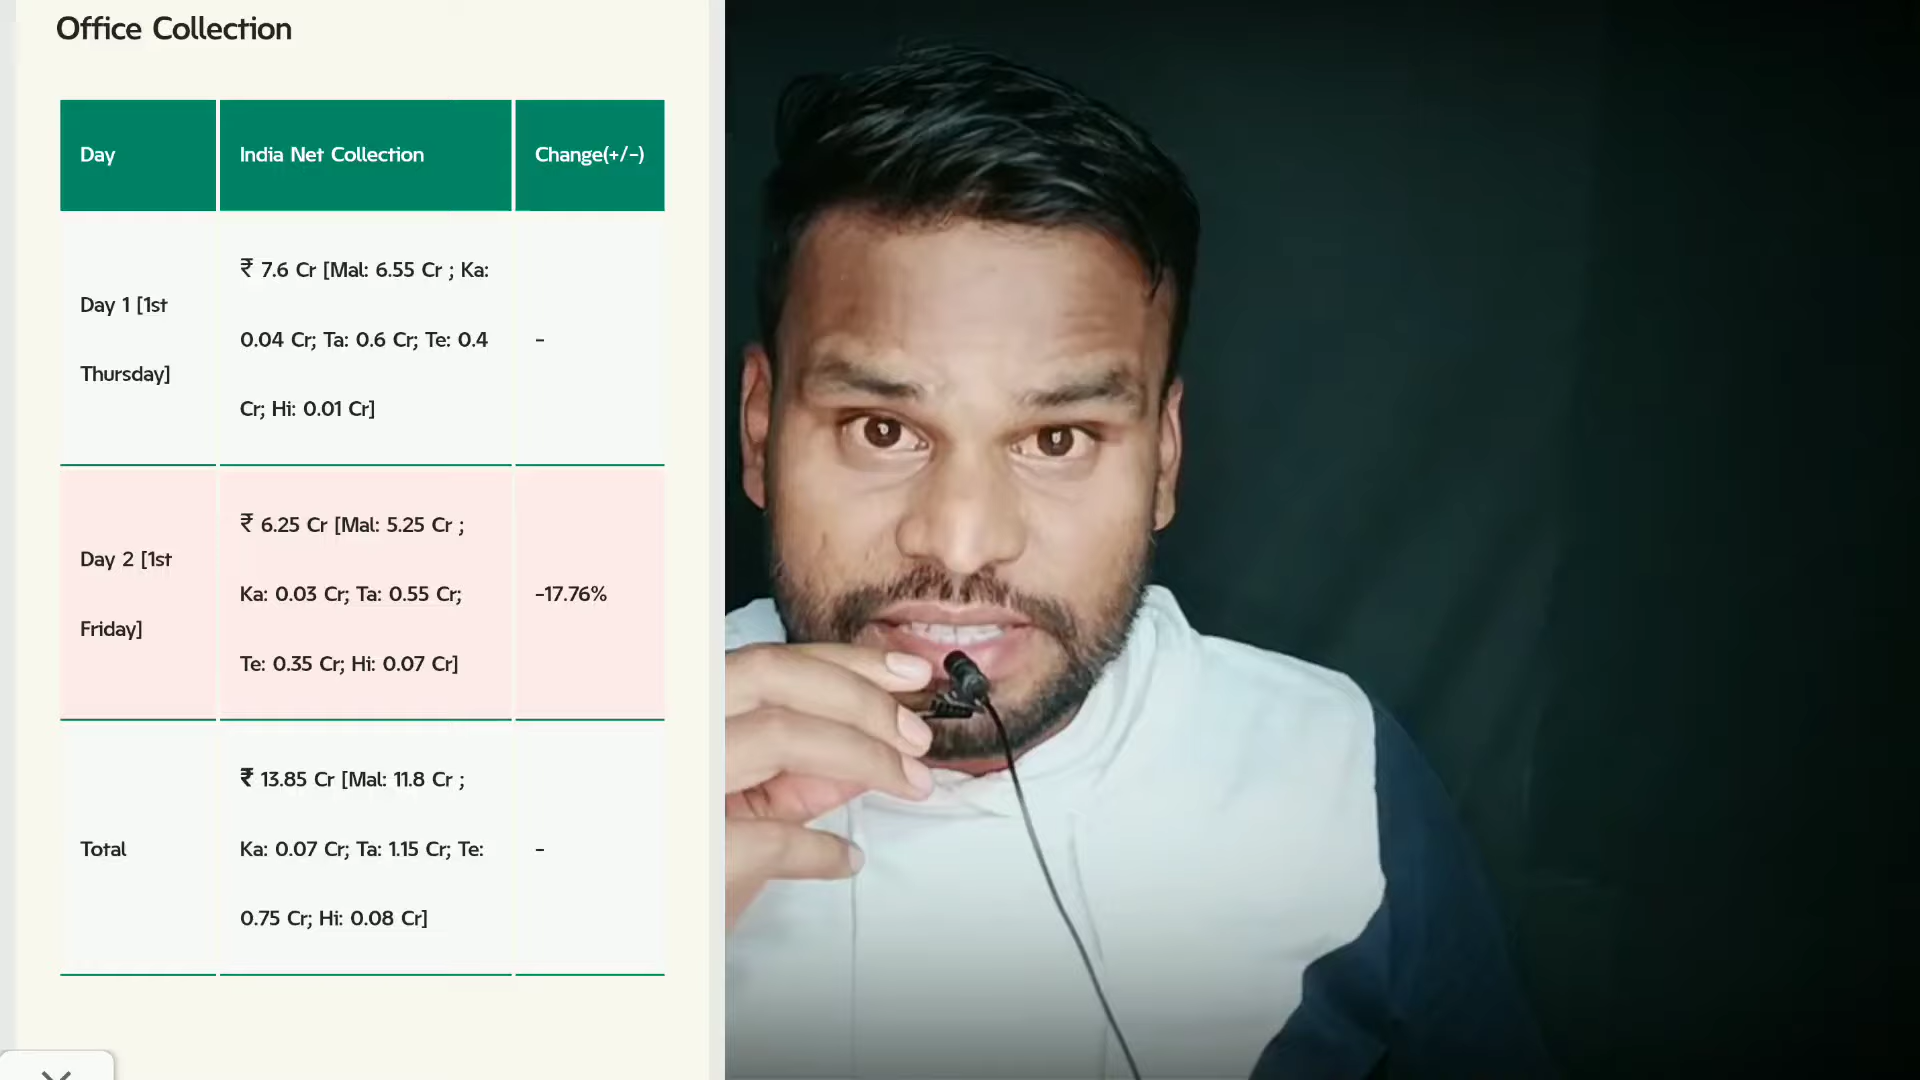 Office Collection
Day
India Net Collection
Change(+/-)
Day 1 [1st
Thursday]
₹ 7.6 Cr [Mal: 6.55 Cr ; Ka:
0.04 Cr; Ta: 0.6 Cr; Te: 0.4
Cr; Hi: 0.01 Cr]
-
Day 2 [1st
Friday]
₹ 6.25 Cr [Mal: 5.25 Cr ;
Ka: 0.03 Cr; Ta: 0.55 Cr;
Te: 0.35 Cr; Hi: 0.07 Cr]
-17.76%
Total
₹ 13.85 Cr [Mal: 11.8 Cr ;
Ka: 0.07 Cr; Ta: 1.15 Cr; Te:
0.75 Cr; Hi: 0.08 Cr]
-